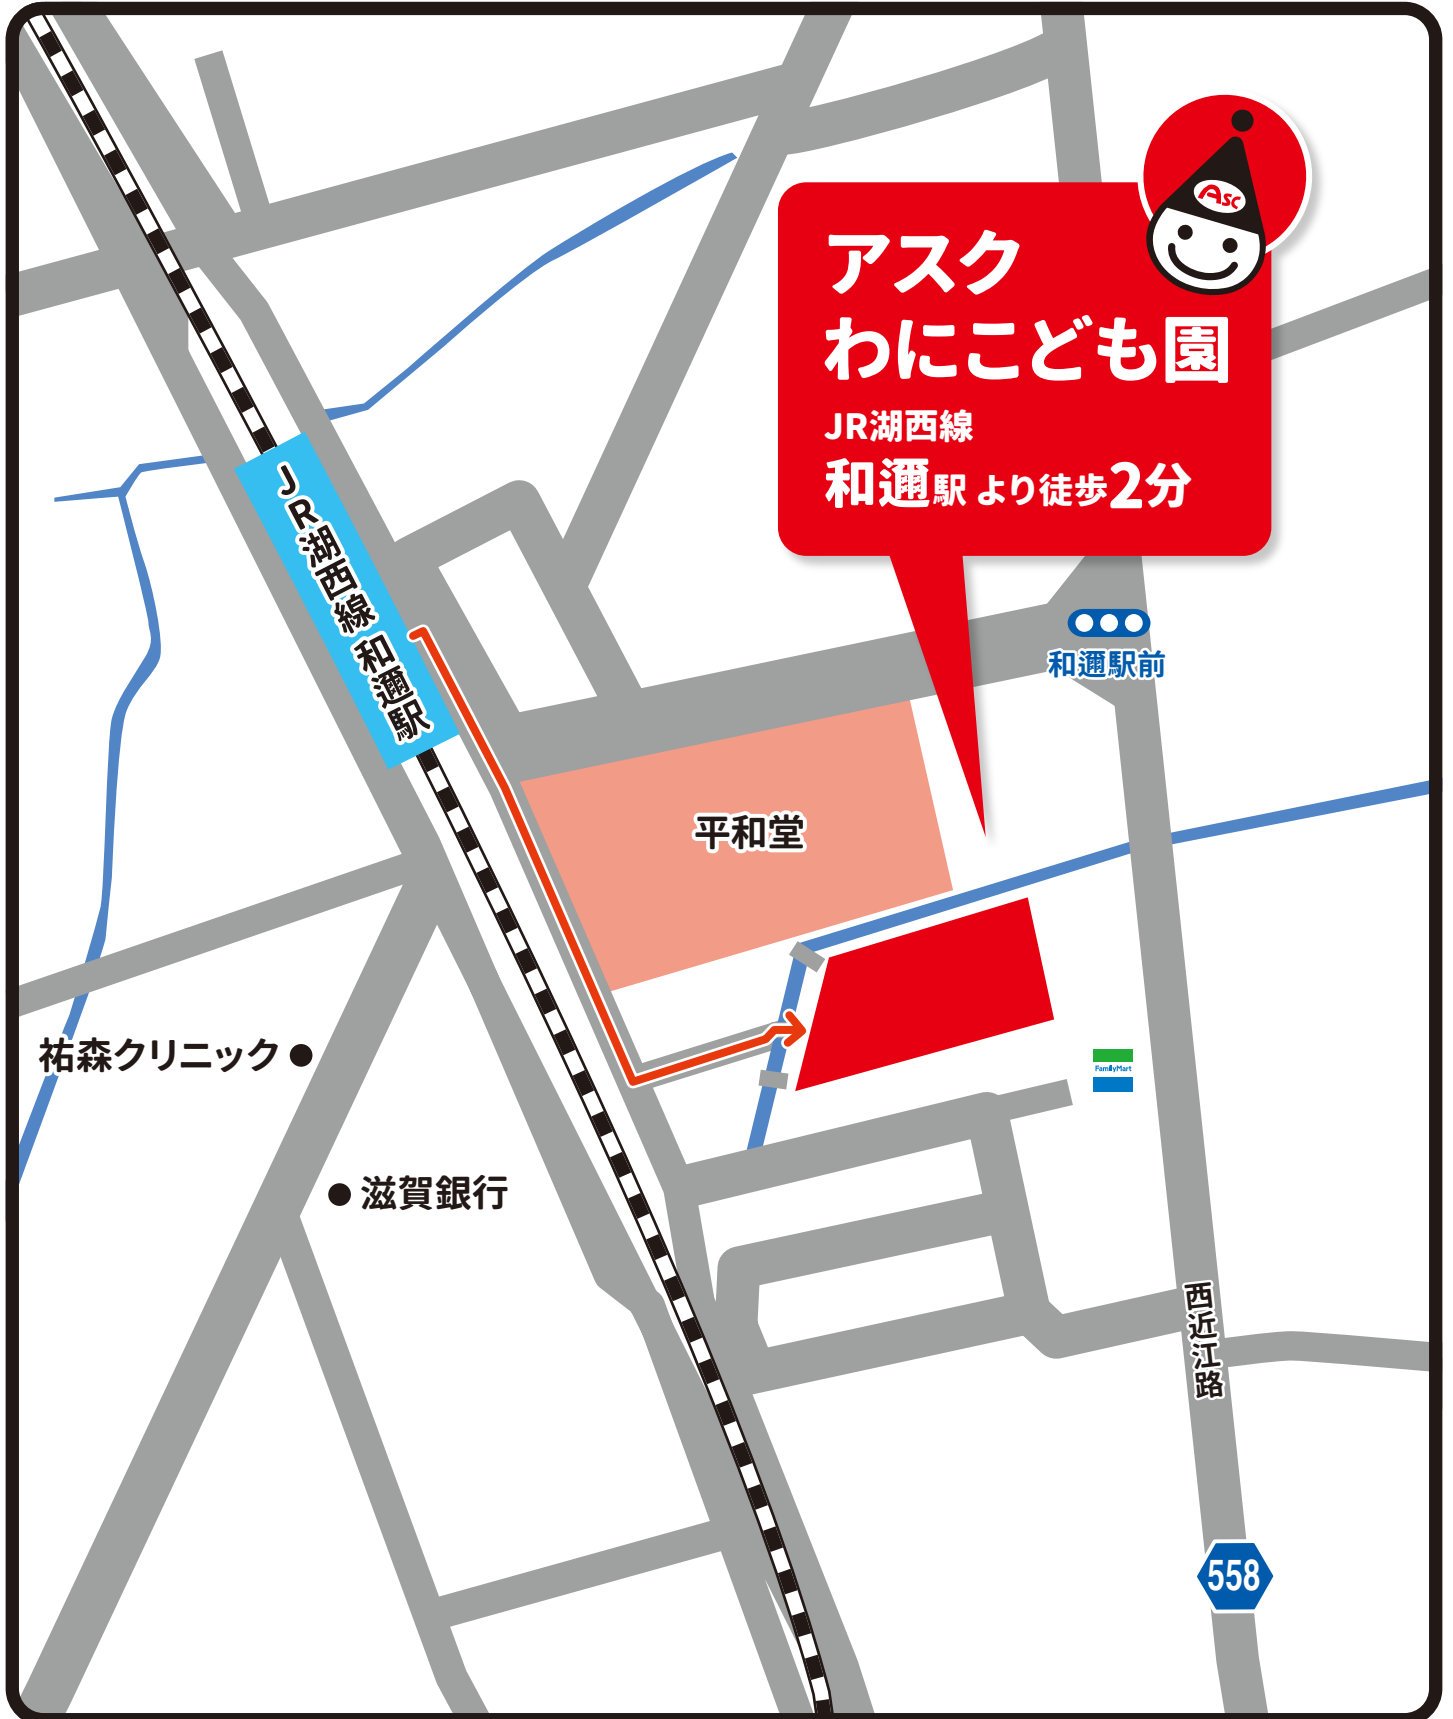 ASC
アスク
わにこども園
JR湖西線
和邇駅 より徒歩2分
JR湖西線 和邇駅
和邇駅前
平和堂
祐森クリニック
FamilyMart
滋賀銀行
西近江路
558